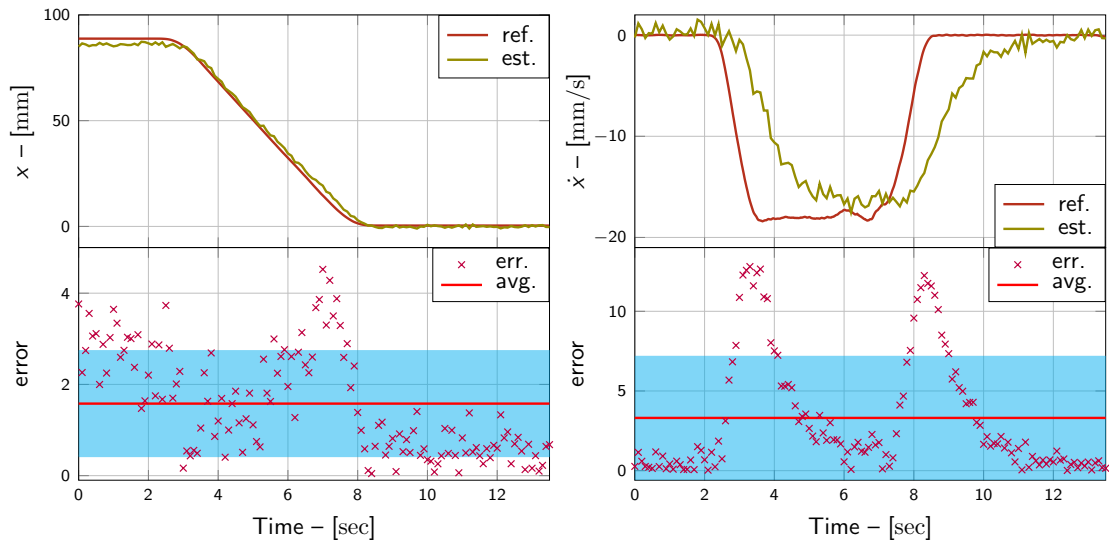 100
50
0
x − [mm]
ref.
est.
4
2
0
error
err.
avg.
0 2 4 6 8 10 12
Time – [sec]
0
−10
−20
ẋ − [mm/s]
ref.
est.
10
5
0
error
err.
avg.
0 2 4 6 8 10 12
Time – [sec]